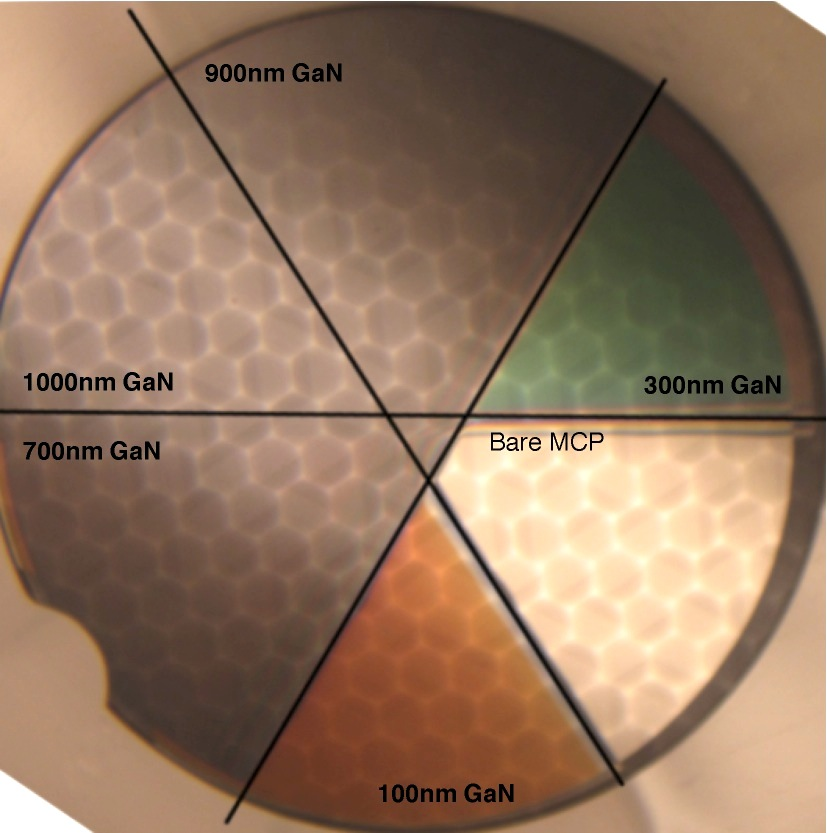 900nm GaN
1000nm GaN
300nm GaN
Bare MCP
700nm GaN
100nm GaN